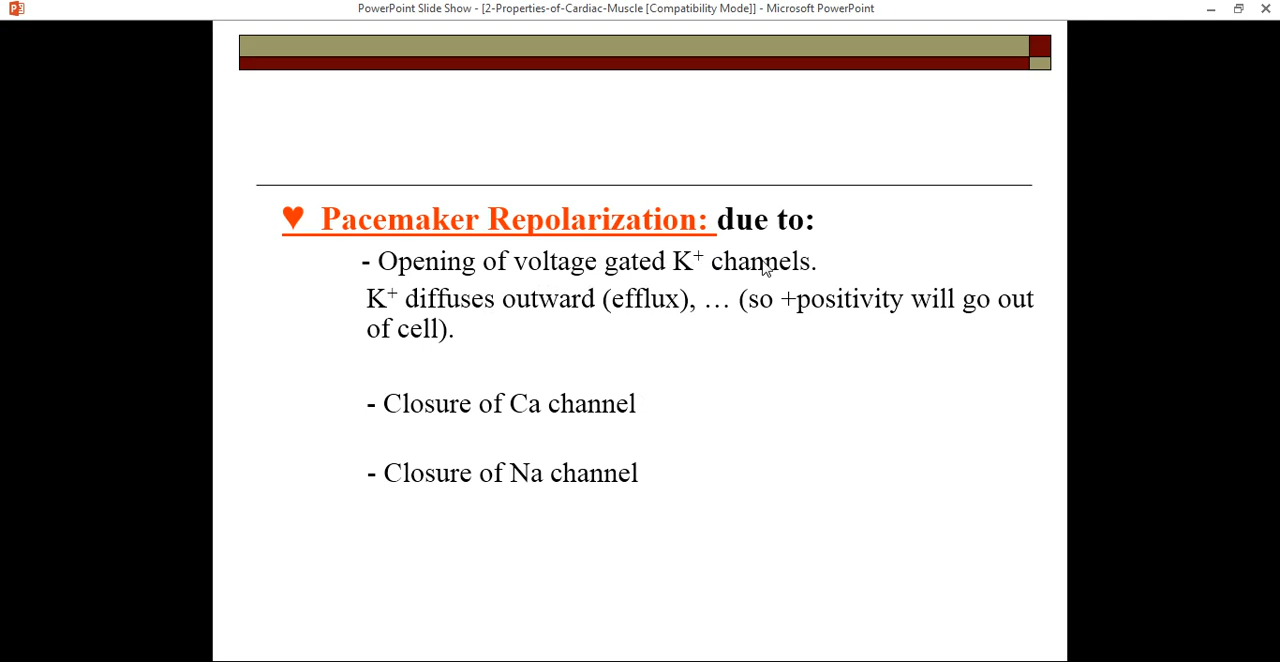 PowerPoint Slide Show - [2-Properties-of-Cardiac-Muscle [Compatibility Mode]] - Microsoft PowerPoint
♥ Pacemaker Repolarization: due to:
- Opening of voltage gated K⁺ channels.
K⁺ diffuses outward (efflux), … (so +positivity will go out
of cell).
- Closure of Ca channel
- Closure of Na channel